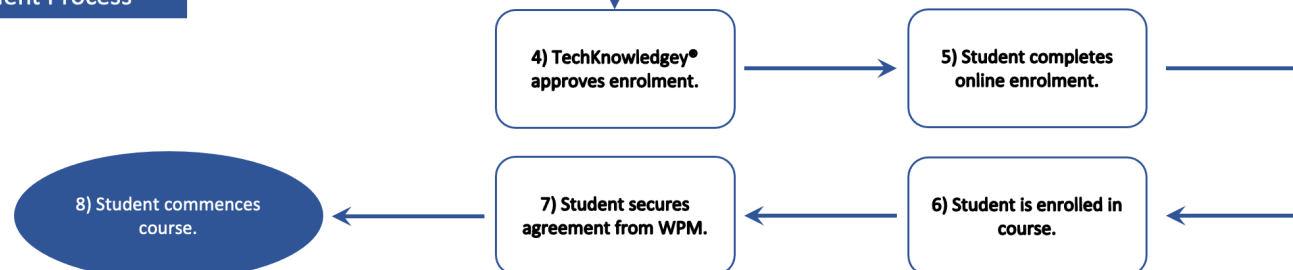 Process
4) TechKnowledgey®
approves enrolment.
5) Student completes
online enrolment.
8) Student commences
course.
7) Student secures
agreement from WPM.
6) Student is enrolled in
course.